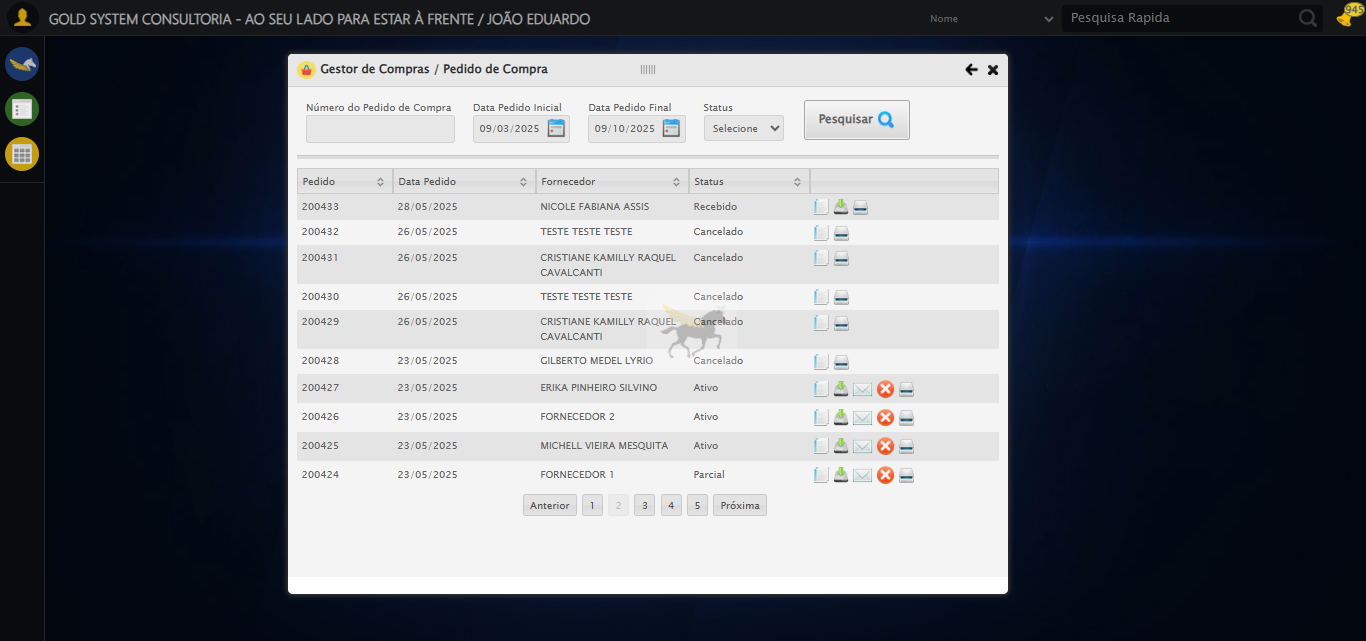 GOLD SYSTEM CONSULTORIA - AO SEU LADO PARA ESTAR À FRENTE / JOÃO EDUARDO
Nome
Pesquisa Rapida
945
Gestor de Compras / Pedido de Compra
Número do Pedido de Compra Data Pedido Inicial Data Pedido Final Status
09/03/2025 09/10/2025 Selecione Pesquisar
Pedido Data Pedido Fornecedor Status
200433 28/05/2025 NICOLE FABIANA ASSIS Recebido
200432 26/05/2025 TESTE TESTE TESTE Cancelado
200431 26/05/2025 CRISTIANE KAMILLY RAQUEL Cancelado
CAVALCANTI
200430 26/05/2025 TESTE TESTE TESTE Cancelado
200429 26/05/2025 CRISTIANE KAMILLY RAQUEL Cancelado
CAVALCANTI
200428 23/05/2025 GILBERTO MEDEL LYRIO Cancelado
200427 23/05/2025 ERIKA PINHEIRO SILVINO Ativo
200426 23/05/2025 FORNECEDOR 2 Ativo
200425 23/05/2025 MICHELL VIEIRA MESQUITA Ativo
200424 23/05/2025 FORNECEDOR 1 Parcial
Anterior 1 2 3 4 5 Próxima